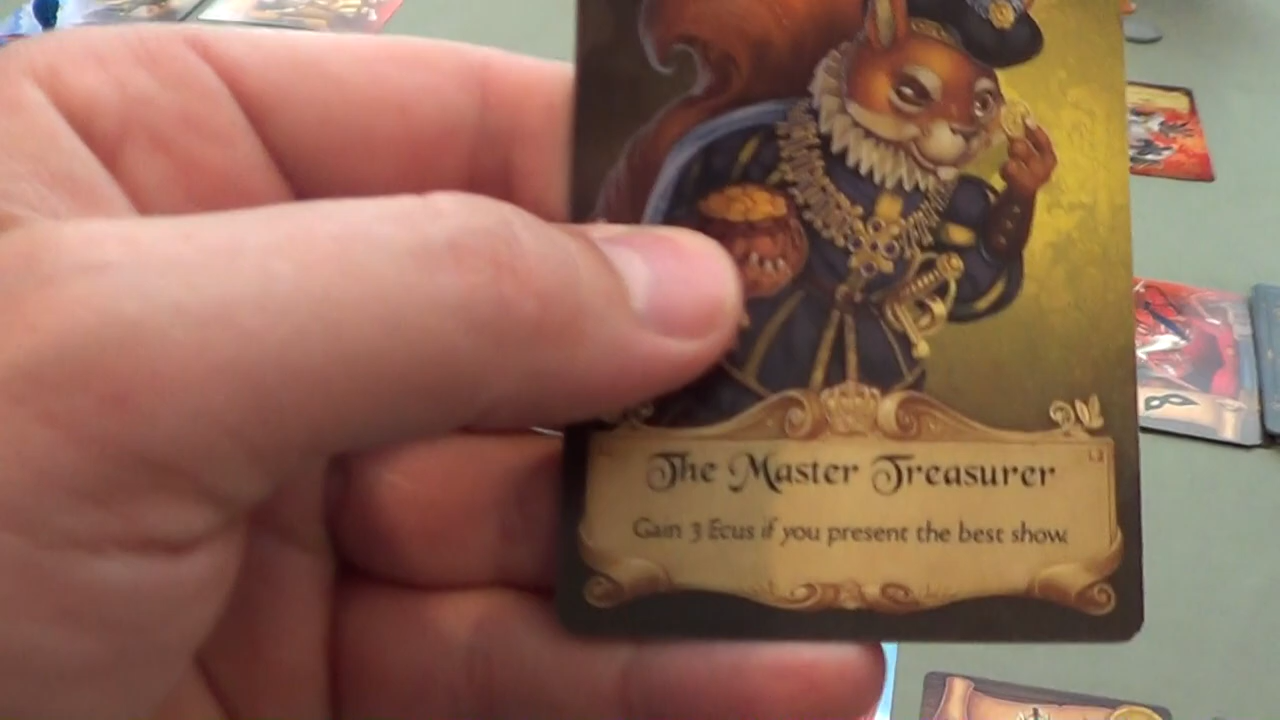 The Master Treasurer
Gain 3 Ecus if you present the best show.